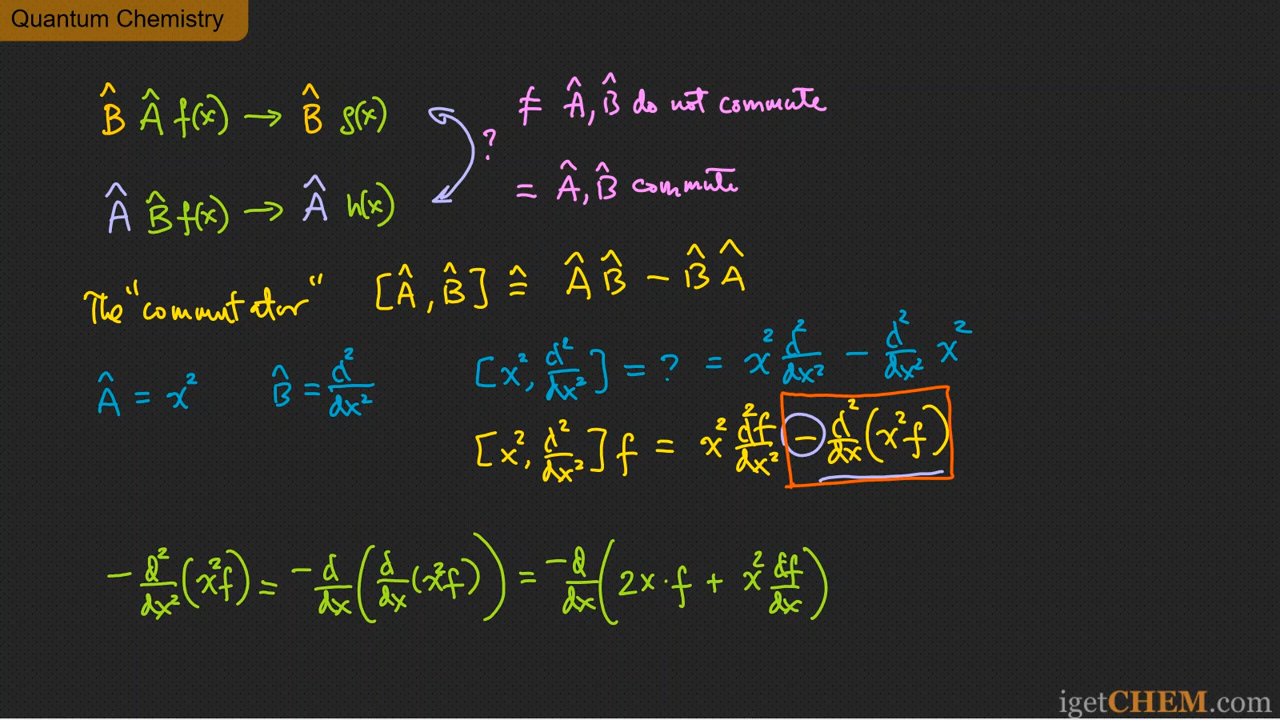 Quantum Chemistry
B̂ Â f(x) → B̂ g(x)
≠ Â, B̂ do not commute
?
= Â, B̂ commute
Â B̂ f(x) → Â h(x)
The "commutator" [Â, B̂] ≙ Â B̂ − B̂ Â
Â = x² B̂ = d²/dx² [x², d²/dx²] = ? = x² d²/dx² − d²/dx² x²
[x², d²/dx²] f = x² d²f/dx² − d²/dx (x²f)
− d²/dx² (x²f) = − d/dx (d/dx (x²f)) = − d/dx (2x · f + x² df/dx)
igetCHEM.com